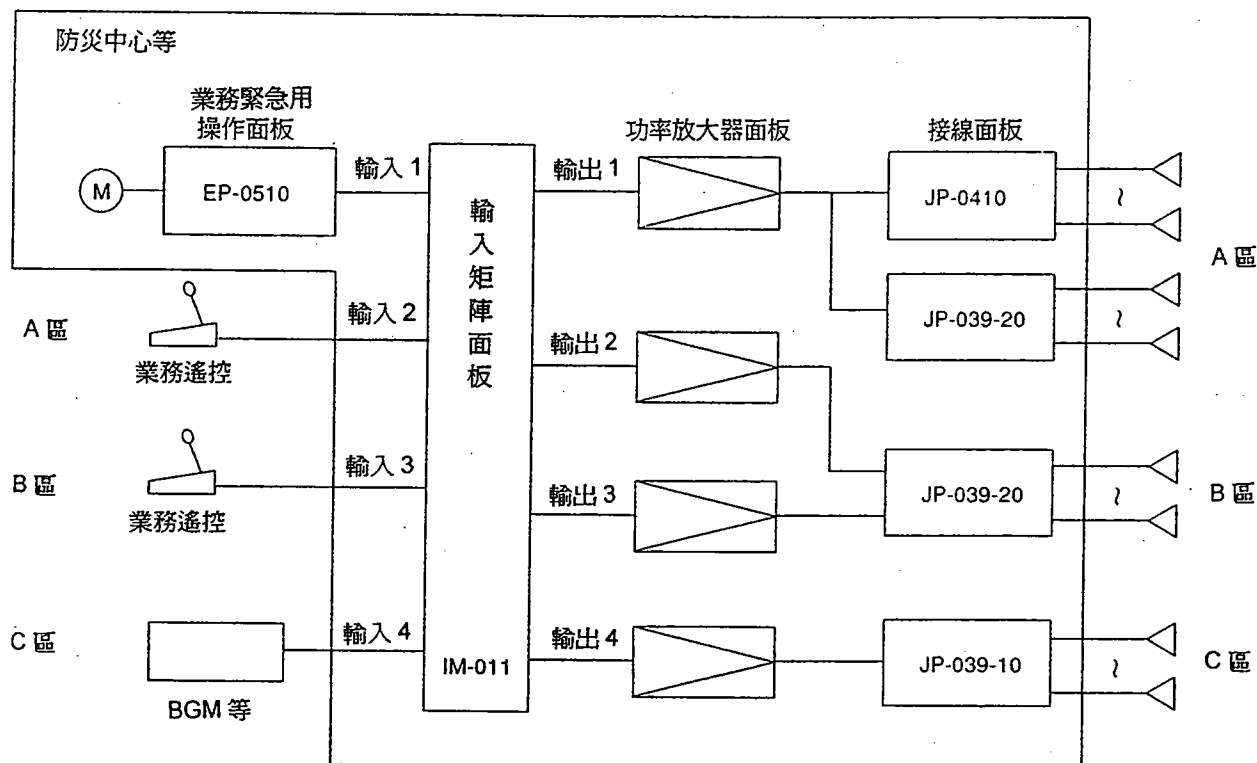 防災中心等
業務緊急用
操作面板
功率放大器面板
接線面板
M
EP-0510
輸入 1
輸入矩陣面板
IM-011
輸出 1
JP-0410
A 區
JP-039-20
A 區
業務遙控
輸入 2
輸出 2
B 區
業務遙控
輸入 3
輸出 3
JP-039-20
B 區
C 區
BGM 等
輸入 4
輸出 4
JP-039-10
C 區